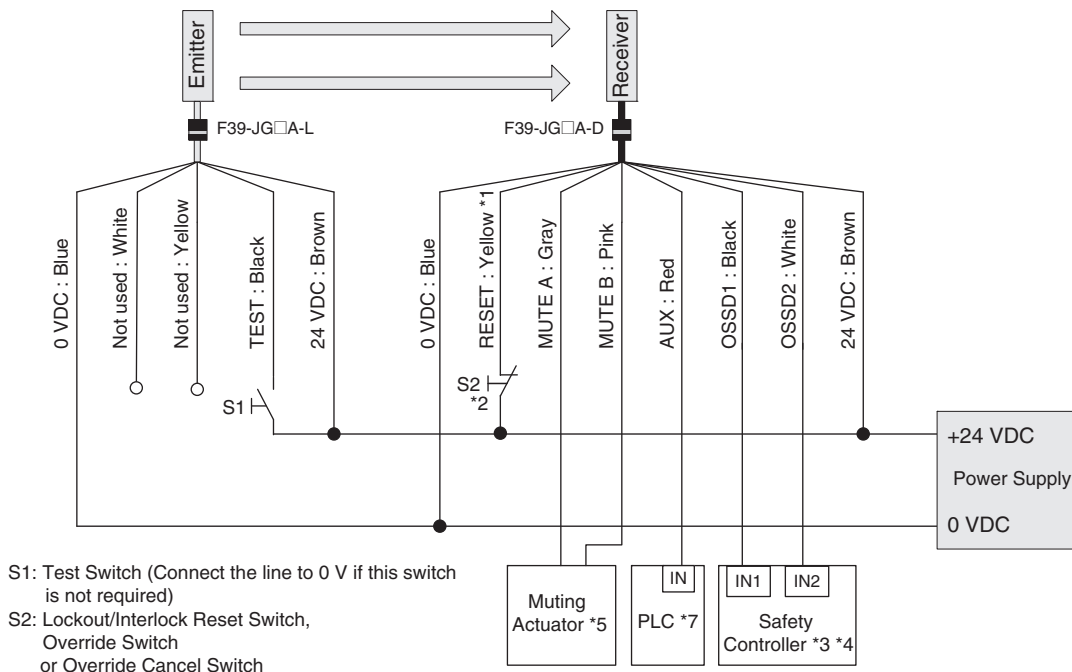 Emitter
Receiver
F39-JG□A-L
F39-JG□A-D
0 VDC : Blue
Not used : White
Not used : Yellow
TEST : Black
24 VDC : Brown
0 VDC : Blue
RESET : Yellow *1
MUTE A : Gray
MUTE B : Pink
AUX : Red
OSSD1 : Black
OSSD2 : White
24 VDC : Brown
S1
S2
*2
+24 VDC
Power Supply
0 VDC
S1: Test Switch (Connect the line to 0 V if this switch
is not required)
S2: Lockout/Interlock Reset Switch,
Override Switch
or Override Cancel Switch
Muting
Actuator *5
IN
PLC *7
IN1
IN2
Safety
Controller *3 *4